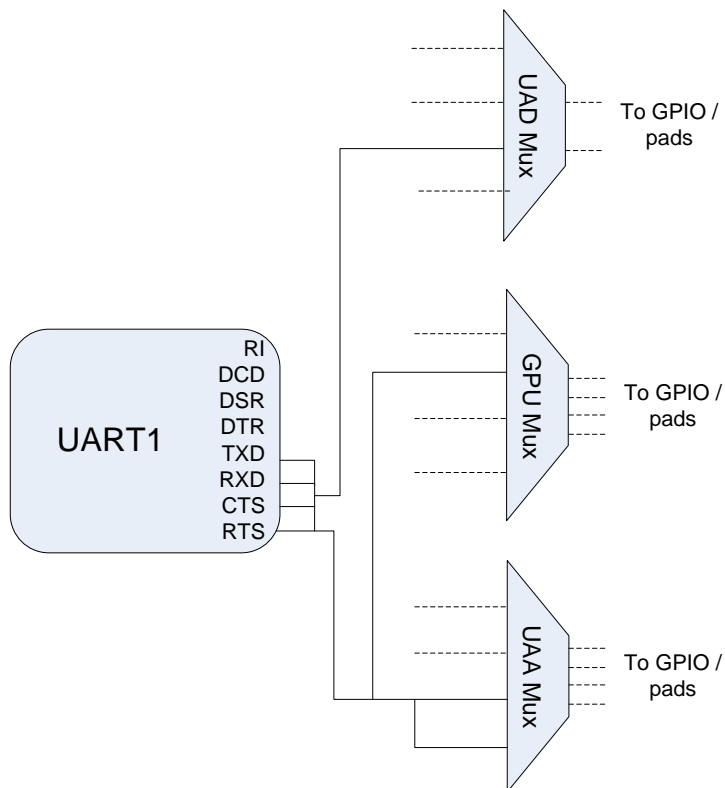 UAD Mux
To GPIO /
pads
RI
DCD
DSR
DTR
TXD
RXD
CTS
RTS
UART1
GPU Mux
To GPIO /
pads
UAA Mux
To GPIO /
pads